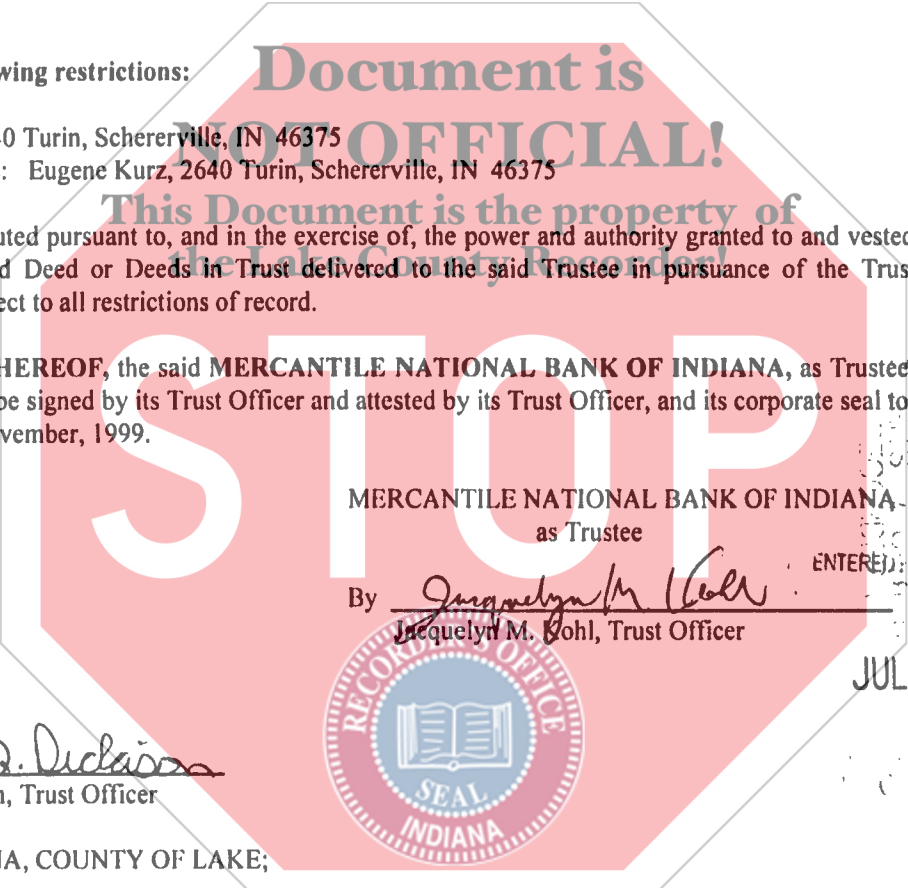 wing restrictions:
Document is
0 Turin, Schererville, IN 46375
NOT OFFICIAL!
: Eugene Kurz, 2640 Turin, Schererville, IN 46375
This Document is the property of
uted pursuant to, and in the exercise of, the power and authority granted to and vested
the Lake County Recorder!
d Deed or Deeds in Trust delivered to the said Trustee in pursuance of the Trus
ect to all restrictions of record.
HEREOF, the said MERCANTILE NATIONAL BANK OF INDIANA, as Trustee
be signed by its Trust Officer and attested by its Trust Officer, and its corporate seal to
vember, 1999.
STOP
MERCANTILE NATIONAL BANK OF INDIANA
as Trustee
ENTERED
By Jacquelyn M. Kohl
Jacquelyn M. Kohl, Trust Officer
JUL
RECORDER'S OFFICE
SEAL
INDIANA
. Dickison
n, Trust Officer
NA, COUNTY OF LAKE;